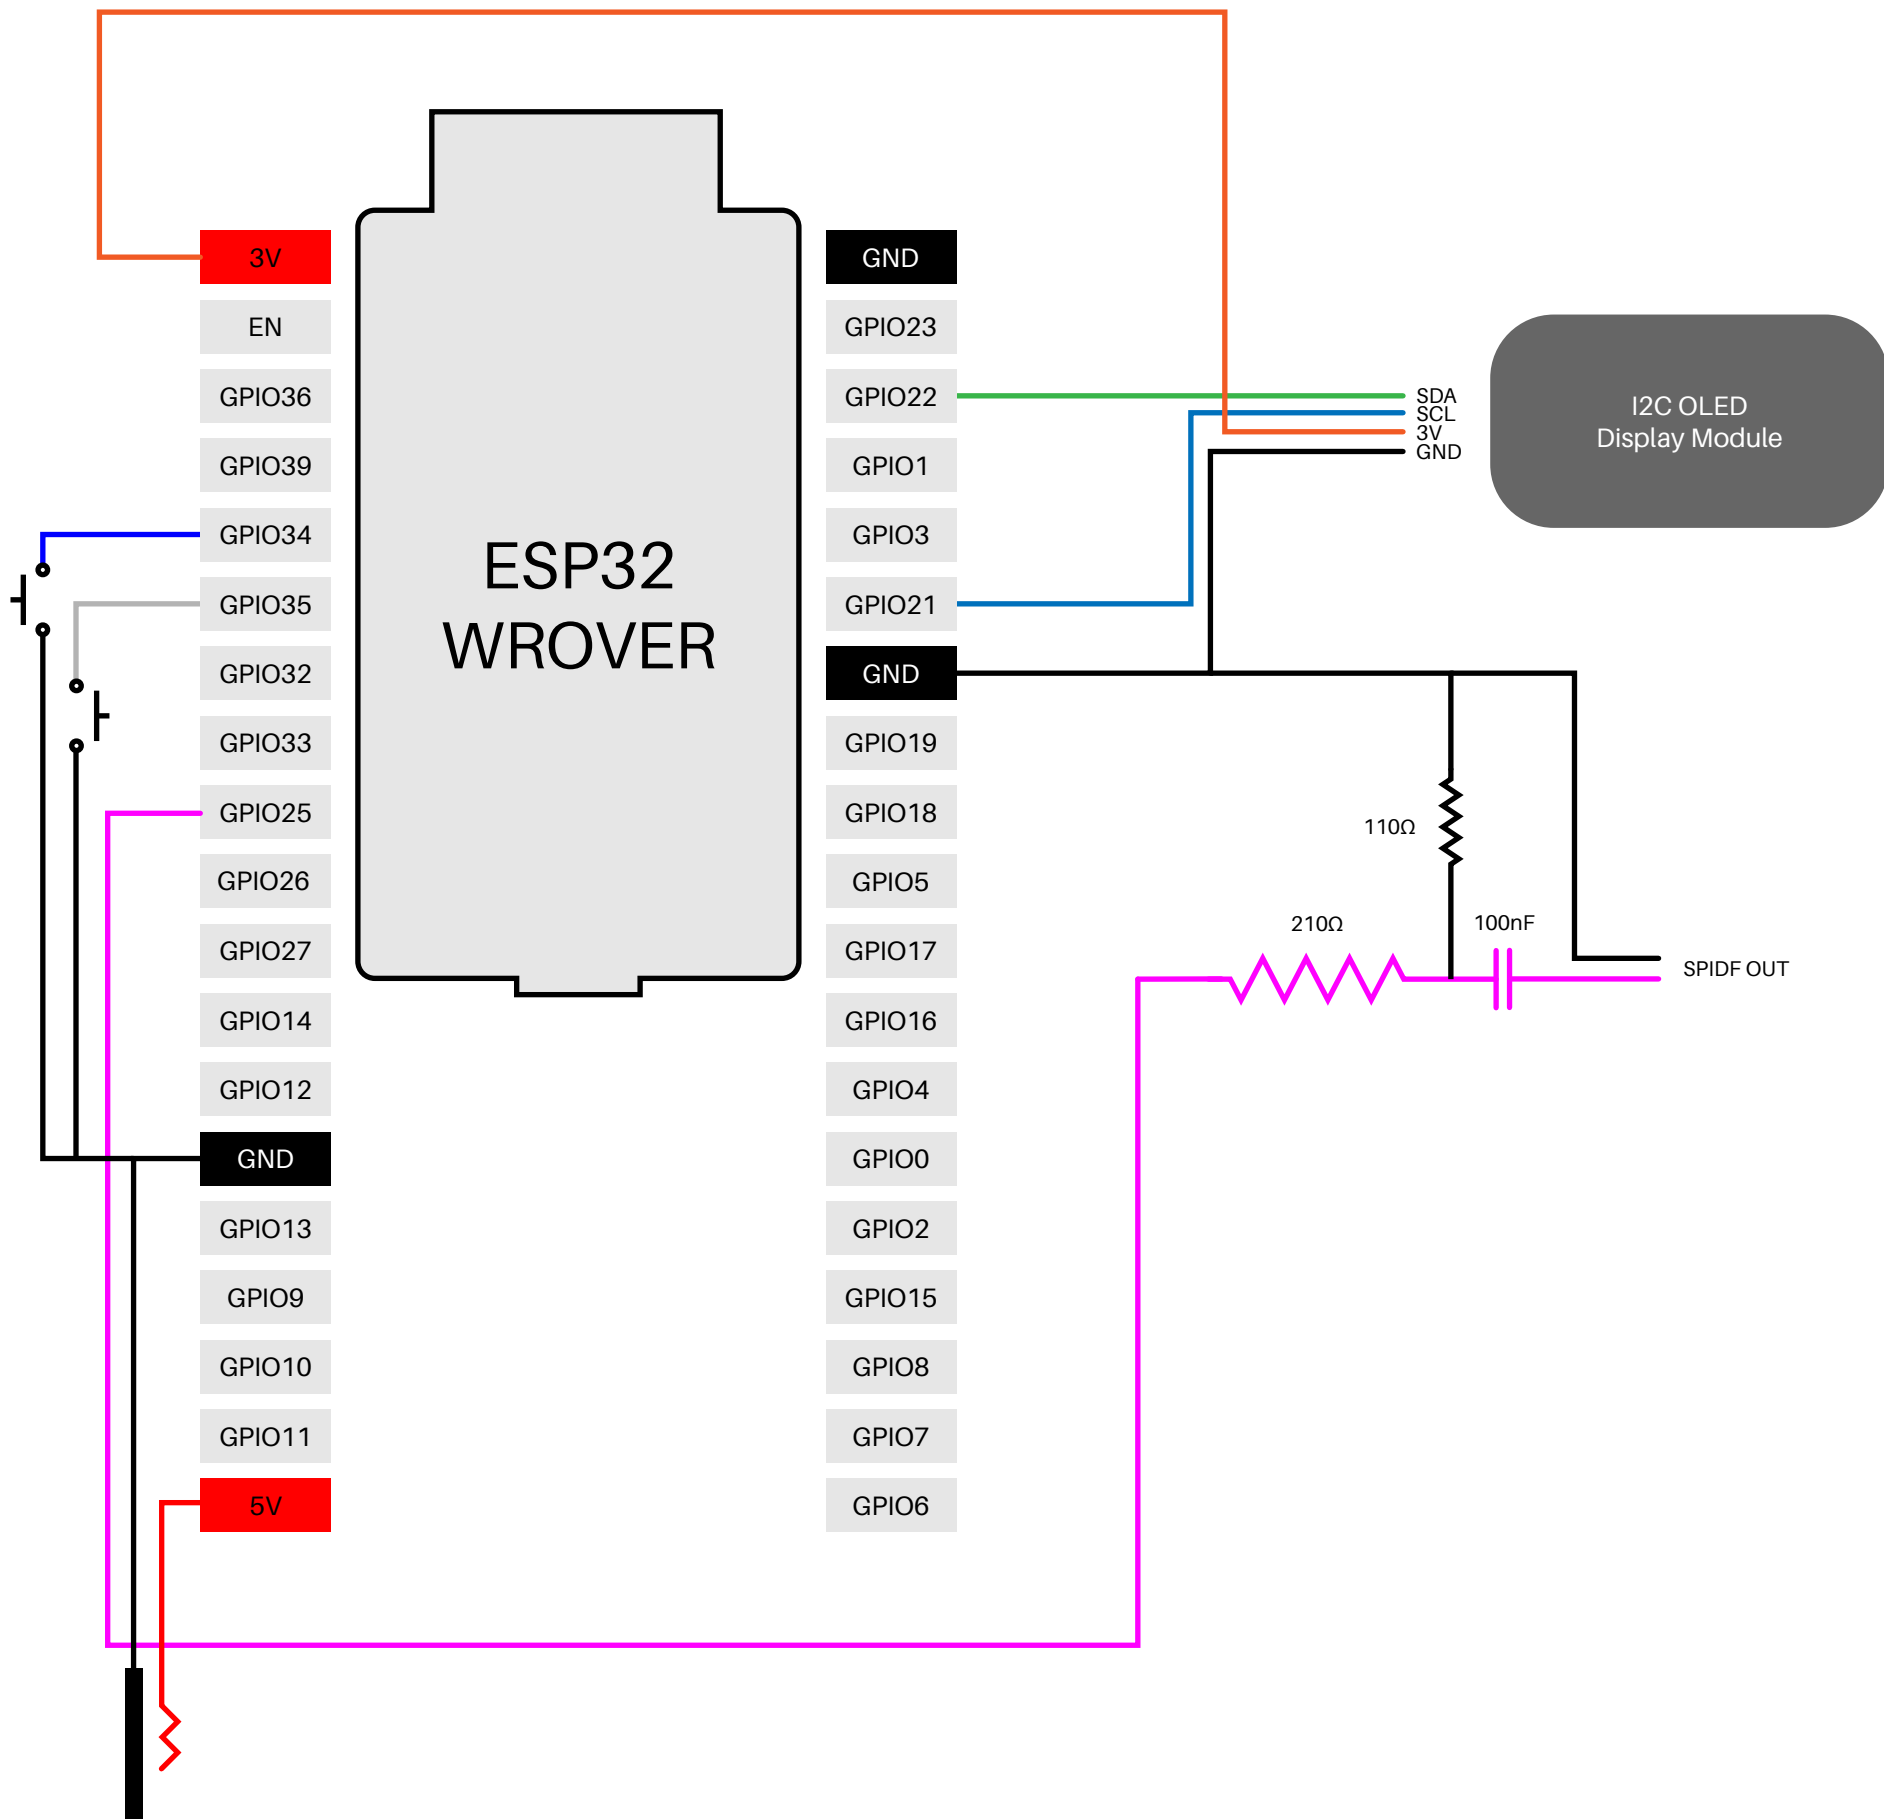 3V
EN
GPIO36
GPIO39
GPIO34
GPIO35
GPIO32
GPIO33
GPIO25
GPIO26
GPIO27
GPIO14
GPIO12
GND
GPIO13
GPIO9
GPIO10
GPIO11
5V
ESP32
WROVER
GND
GPIO23
GPIO22
GPIO1
GPIO3
GPIO21
GND
GPIO19
GPIO18
GPIO5
GPIO17
GPIO16
GPIO4
GPIO0
GPIO2
GPIO15
GPIO8
GPIO7
GPIO6
SDA
SCL
3V
GND
I2C OLED
Display Module
110Ω
210Ω
100nF
SPIDF OUT